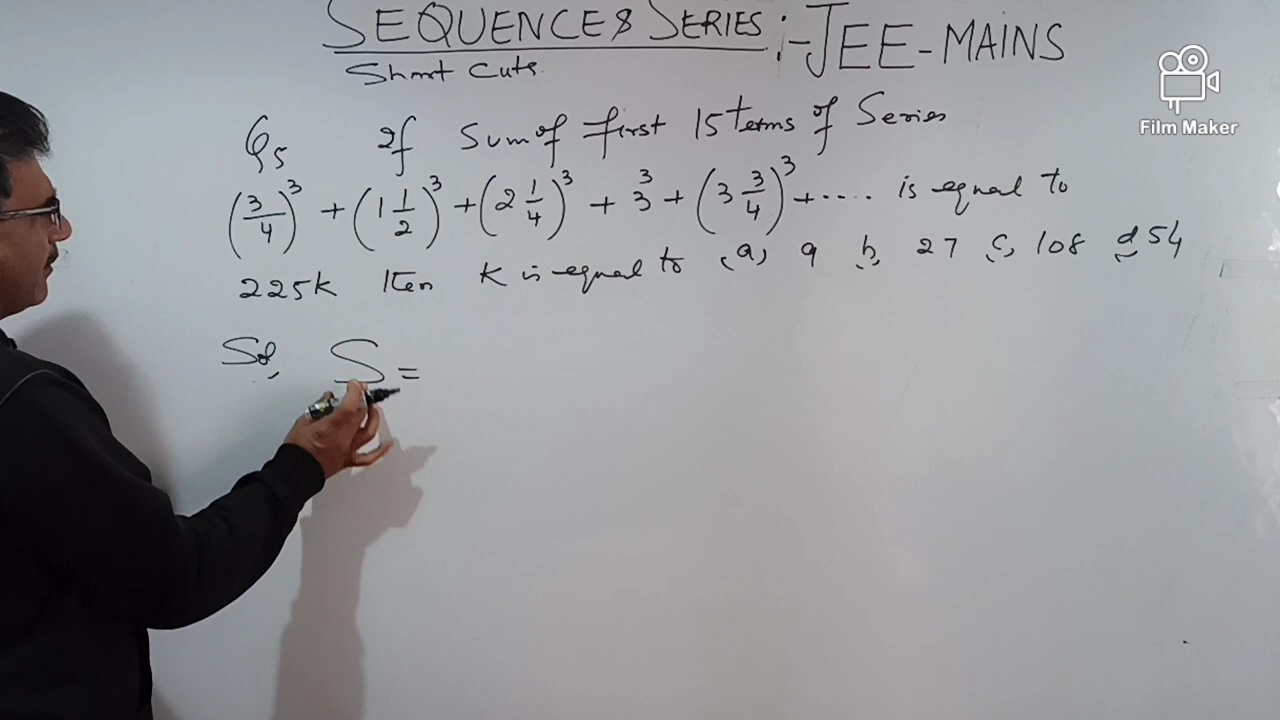 SEQUENCE & SERIES :- JEE-MAINS
Short Cuts.
Film Maker
Q5 If Sum of first 15 terms of Series
(3/4)³ + (1 1/2)³ + (2 1/4)³ + 3³ + (3 3/4)³ + .... is equal to
225K then K is equal to (a) 9 b, 27 c, 108 d 54
Sol, S =